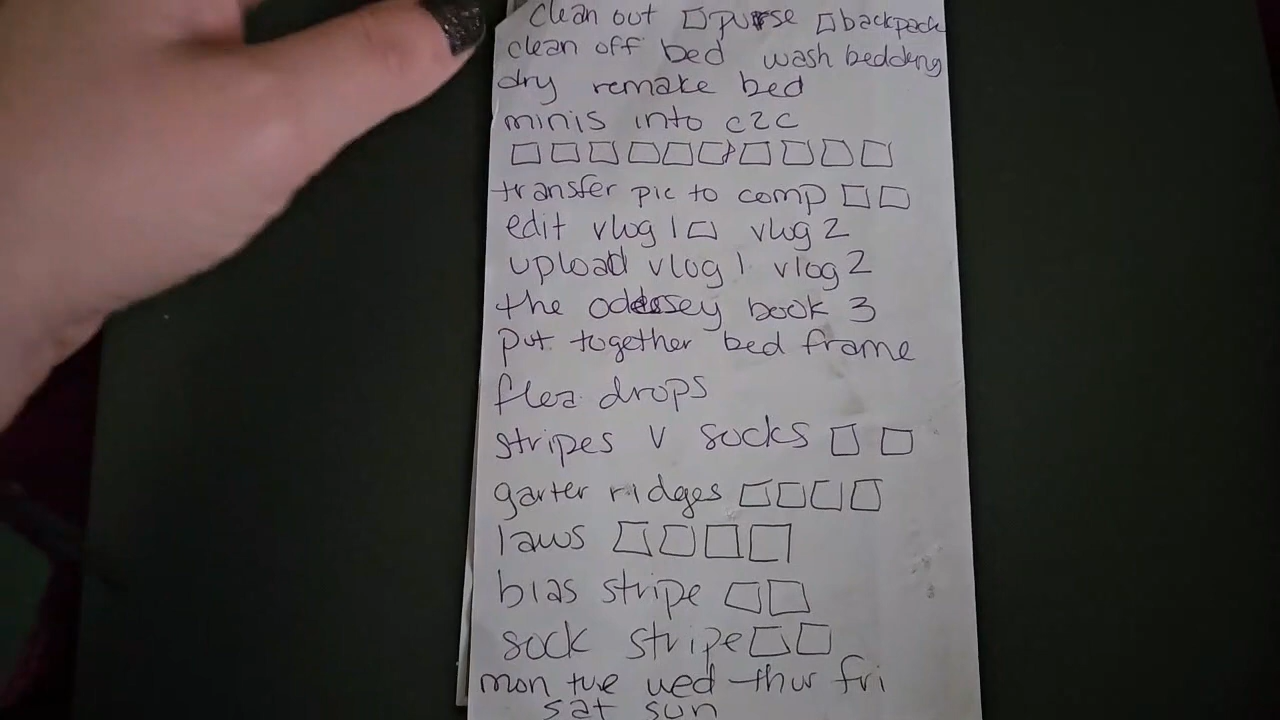 clean out □ purse □ backpack
clean off bed wash bedding
dry remake bed
minis into c2c
□ □ □ □ □ □ □ □ □ □
transfer pic to comp □ □
edit vlog 1 □ vlog 2
upload vlog 1 vlog 2
the odessey book 3
put together bed frame
flea drops
stripes v socks □ □
garter ridges □ □ □ □
laws □ □ □ □
bias stripe □ □
sock stripe □ □
mon tue wed thur fri
sat sun